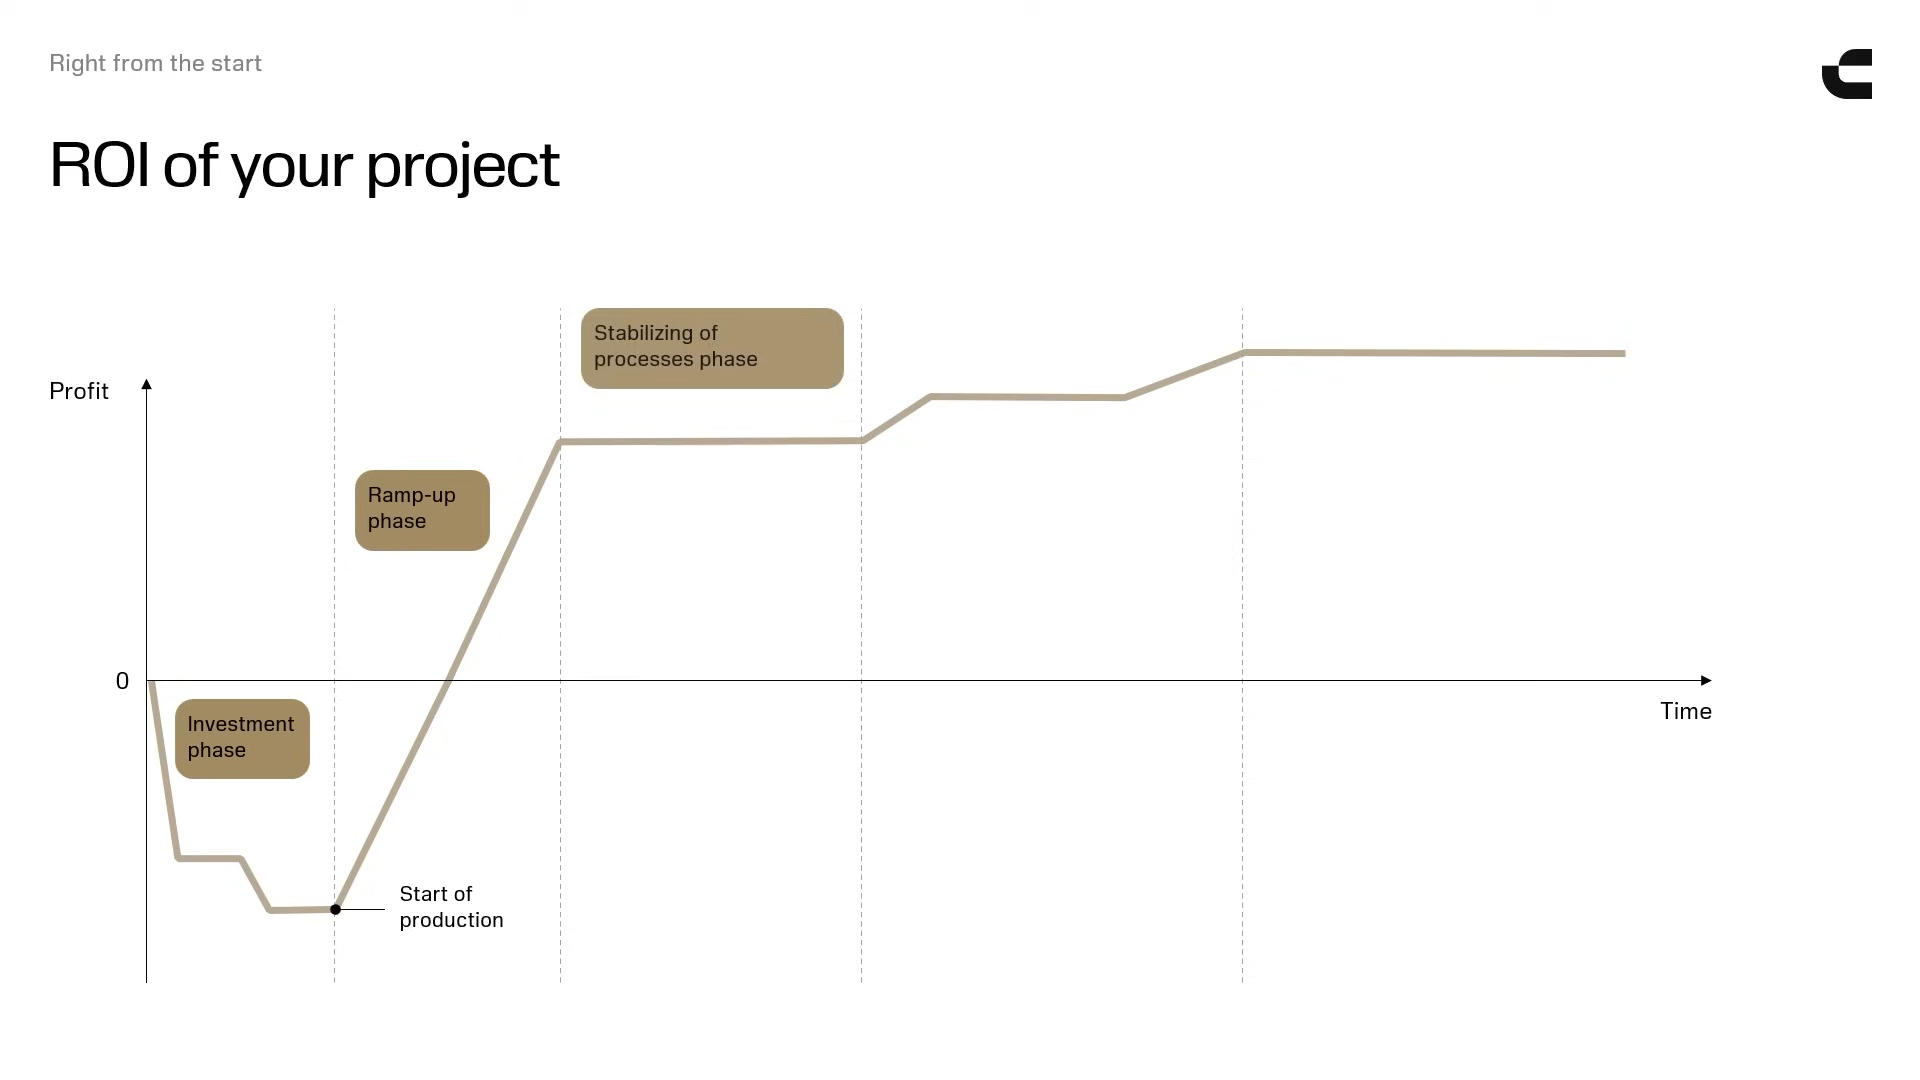 Right from the start
ROI of your project
Stabilizing of
processes phase
Profit
Ramp-up
phase
0
Investment
phase
Time
Start of
production